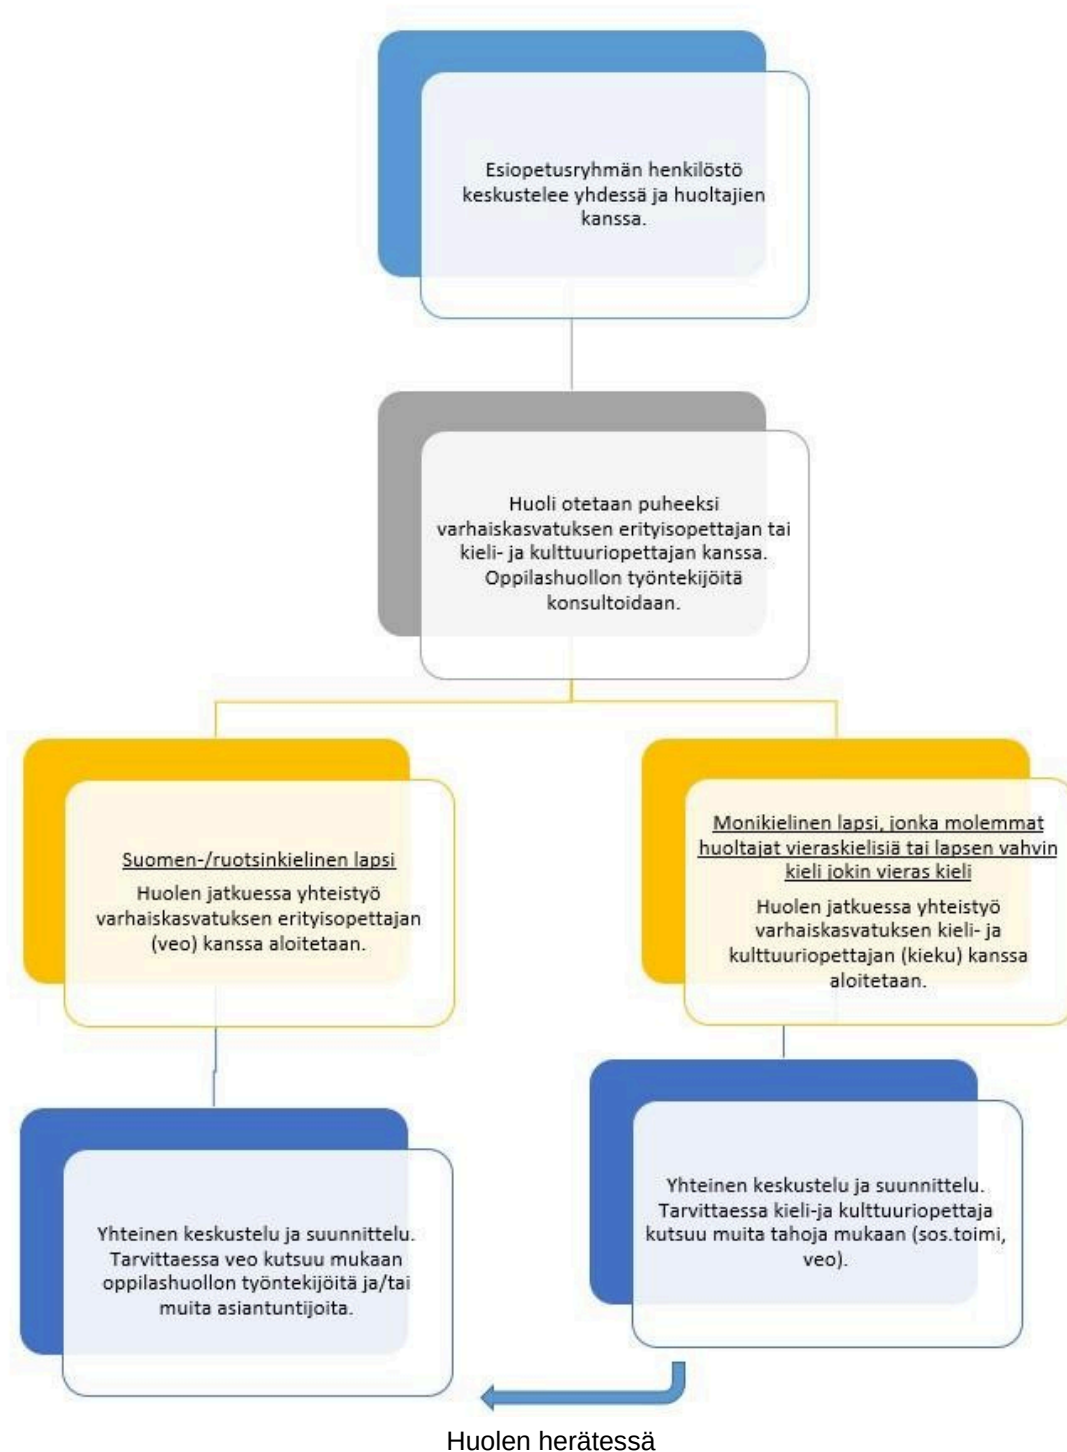 Esiopetusryhmän henkilöstö
keskustelee yhdessä ja huoltajien
kanssa.
Huoli otetaan puheeksi
varhaiskasvatuksen erityisopettajan tai
kieli- ja kulttuuriopettajan kanssa.
Oppilashuollon työntekijöitä
konsultoidaan.
Suomen-/ruotsinkielinen lapsi
Huolen jatkuessa yhteistyö
varhaiskasvatuksen erityisopettajan
(veo) kanssa aloitetaan.
Monikielinen lapsi, jonka molemmat
huoltajat vieraskielisiä tai lapsen vahvin
kieli jokin vieras kieli
Huolen jatkuessa yhteistyö
varhaiskasvatuksen kieli- ja
kulttuuriopettajan (kieku) kanssa
aloitetaan.
Yhteinen keskustelu ja suunnittelu.
Tarvittaessa veo kutsuu mukaan
oppilashuollon työntekijöitä ja/tai
muita asiantuntijoita.
Yhteinen keskustelu ja suunnittelu.
Tarvittaessa kieli-ja kulttuuriopettaja
kutsuu muita tahoja mukaan (sos.toimi,
veo).
Huolen herätessä